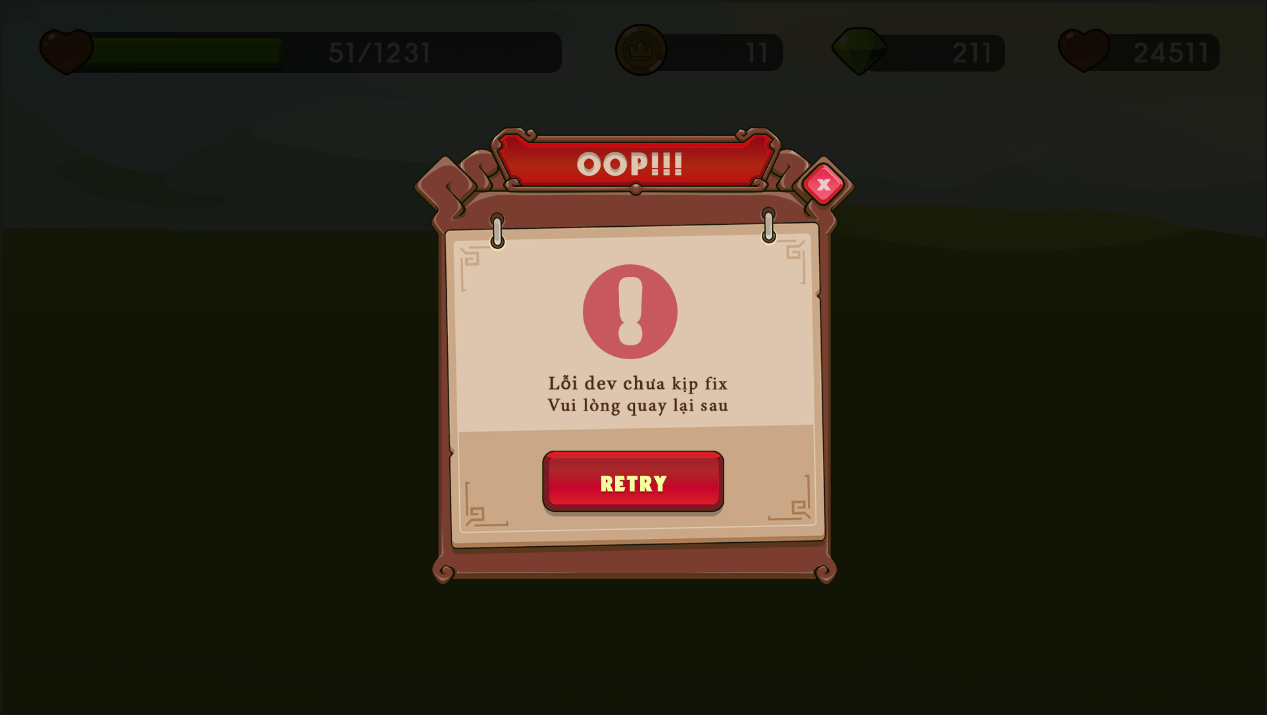 51/1231
11
211
24511
OOP!!!
x
Lỗi dev chưa kịp fix
Vui lòng quay lại sau
RETRY